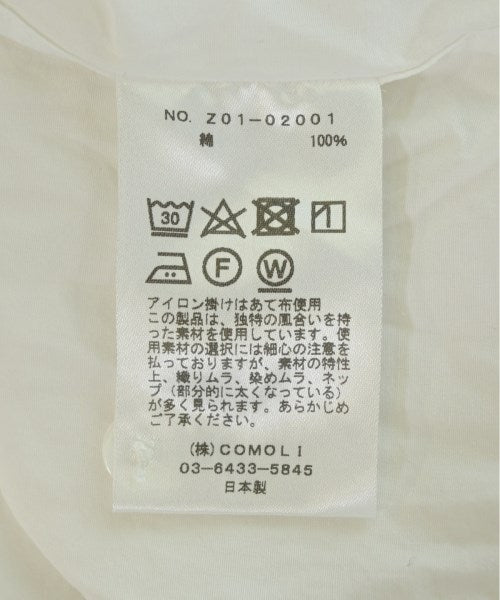 NO. Z01-02001
綿 100%
30
F W
アイロン掛けはあて布使用
この製品は、独特の風合いを持
った素材を使用しています。使
用素材の選択には細心の注意を
払っておりますが、素材の特性
上、織りムラ、染めムラ、ネッ
プ（部分的に太くなっている）
が多く見られます。あらかじめ
ご了承ください。
(株)COMOLI
03-6433-5845
日本製